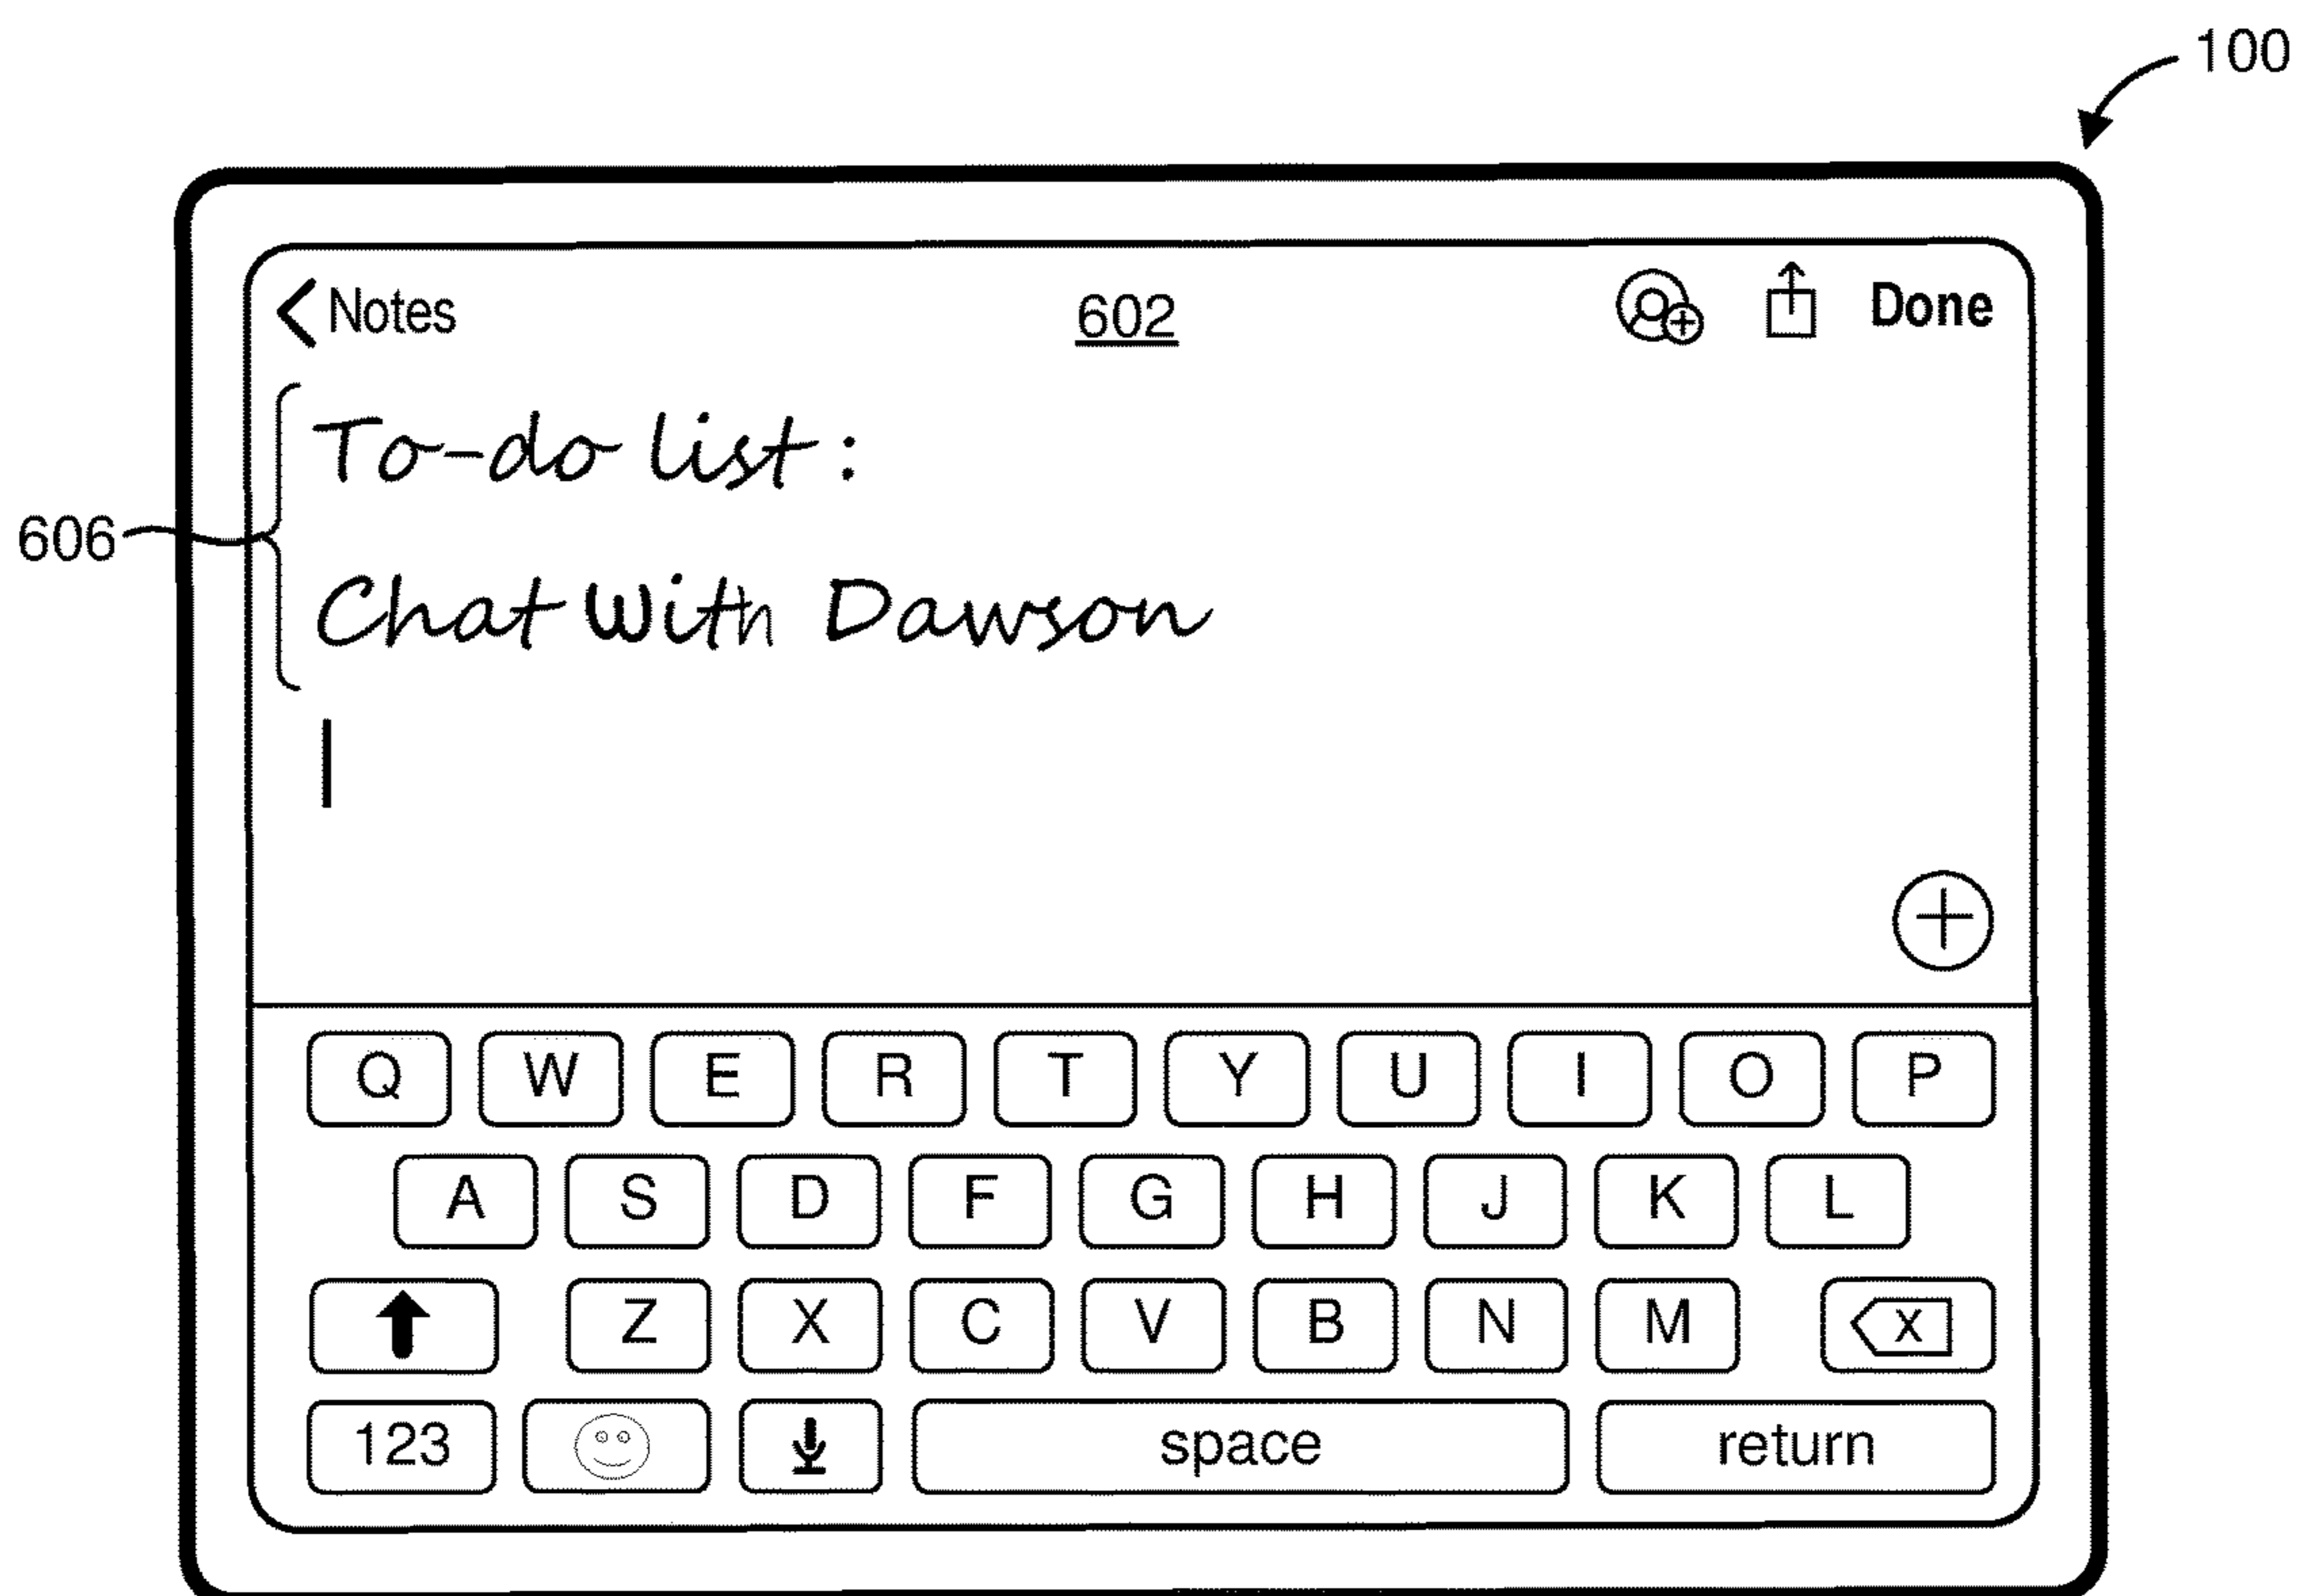 100
Notes 602 Done
To-do list:
606
Chat With Dawson
Q W E R T Y U I O P
A S D F G H J K L
Z X C V B N M X
123 space return